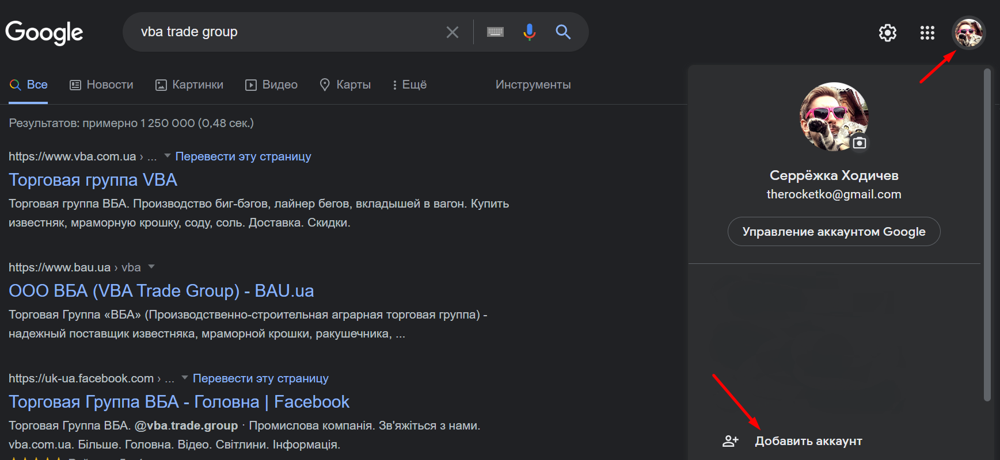 Google
vba trade group
Все
Новости
Картинки
Видео
Карты
Ещё
Инструменты
Результатов: примерно 1 250 000 (0,48 сек.)
https://www.vba.com.ua › ... Перевести эту страницу
Торговая группа VBA
Торговая группа ВБА. Производство биг-бэгов, лайнер бегов, вкладышей в вагон. Купить
известняк, мраморную крошку, соду, соль. Доставка. Скидки.
https://www.bau.ua › vba
ООО ВБА (VBA Trade Group) - BAU.ua
Торговая Группа «ВБА» (Производственно-строительная аграрная торговая группа) -
надежный поставщик известняка, мраморной крошки, ракушечника, ...
https://uk-ua.facebook.com › ... Перевести эту страницу
Торговая Группа ВБА - Головна | Facebook
Торговая Группа ВБА. @vba.trade.group · Промислова компанія. Зв'яжіться з нами.
vba.com.ua. Більше. Головна. Відео. Світлини. Інформація.
Серрёжка Ходичев
therocketko@gmail.com
Управление аккаунтом Google
Добавить аккаунт